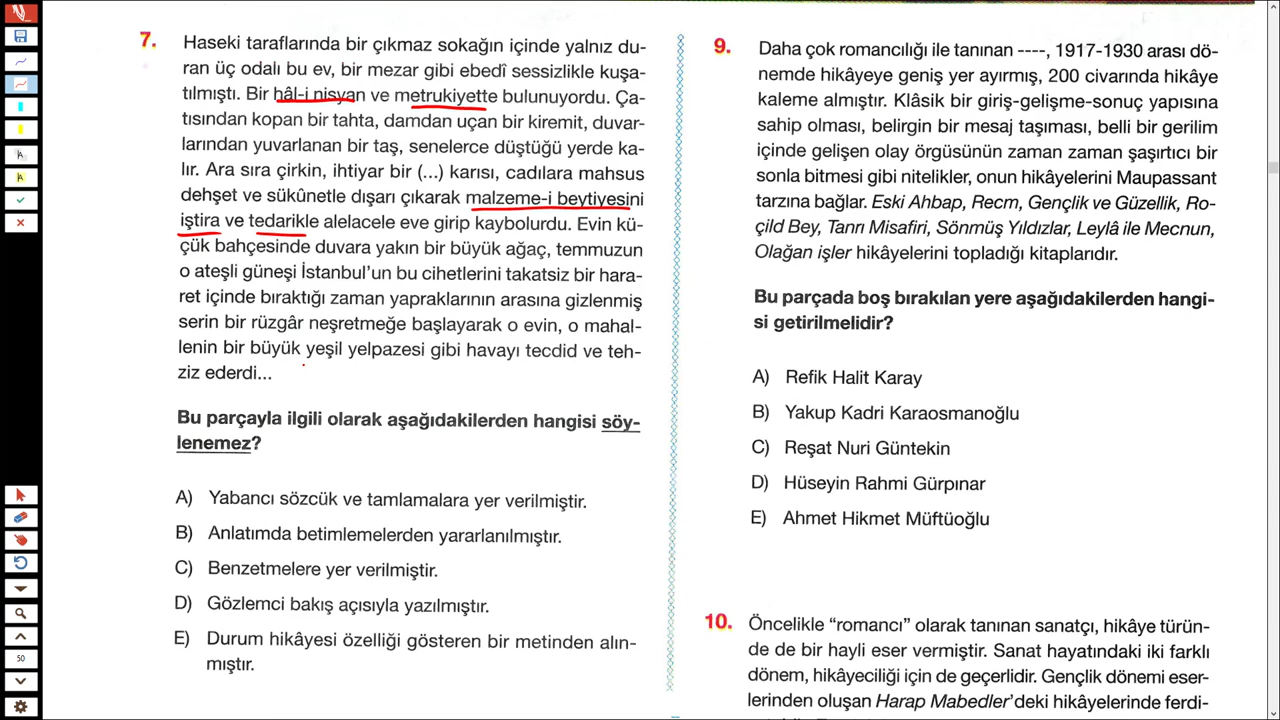 7. Haseki taraflarında bir çıkmaz sokağın içinde yalnız du-
ran üç odalı bu ev, bir mezar gibi ebedî sessizlikle kuşa-
tılmıştı. Bir hâl-i nisyan ve metrukiyette bulunuyordu. Ça-
tısından kopan bir tahta, damdan uçan bir kiremit, duvar-
larından yuvarlanan bir taş, senelerce düştüğü yerde ka-
lır. Ara sıra çirkin, ihtiyar bir (...) karısı, cadılara mahsus
dehşet ve sükûnetle dışarı çıkarak malzeme-i beytiyesini
iştira ve tedarikle alelacele eve girip kaybolurdu. Evin kü-
çük bahçesinde duvara yakın bir büyük ağaç, temmuzun
o ateşli güneşi İstanbul'un bu cihetlerini takatsiz bir hara-
ret içinde bıraktığı zaman yapraklarının arasına gizlenmiş
serin bir rüzgâr neşretmeğe başlayarak o evin, o mahal-
lenin bir büyük yeşil yelpazesi gibi havayı tecdid ve teh-
ziz ederdi...
Bu parçayla ilgili olarak aşağıdakilerden hangisi söy-
lenemez?
A) Yabancı sözcük ve tamlamalara yer verilmiştir.
B) Anlatımda betimlemelerden yararlanılmıştır.
C) Benzetmelere yer verilmiştir.
D) Gözlemci bakış açısıyla yazılmıştır.
E) Durum hikâyesi özelliği gösteren bir metinden alın-
mıştır.
9. Daha çok romancılığı ile tanınan ----, 1917-1930 arası dö-
nemde hikâyeye geniş yer ayırmış, 200 civarında hikâye
kaleme almıştır. Klâsik bir giriş-gelişme-sonuç yapısına
sahip olması, belirgin bir mesaj taşıması, belli bir gerilim
içinde gelişen olay örgüsünün zaman zaman şaşırtıcı bir
sonla bitmesi gibi nitelikler, onun hikâyelerini Maupassant
tarzına bağlar. Eski Ahbap, Recm, Gençlik ve Güzellik, Ro-
çild Bey, Tanrı Misafiri, Sönmüş Yıldızlar, Leylâ ile Mecnun,
Olağan işler hikâyelerini topladığı kitaplarıdır.
Bu parçada boş bırakılan yere aşağıdakilerden hangi-
si getirilmelidir?
A) Refik Halit Karay
B) Yakup Kadri Karaosmanoğlu
C) Reşat Nuri Güntekin
D) Hüseyin Rahmi Gürpınar
E) Ahmet Hikmet Müftüoğlu
10. Öncelikle “romancı” olarak tanınan sanatçı, hikâye türün-
de de bir hayli eser vermiştir. Sanat hayatındaki iki farklı
dönem, hikâyeciliği için de geçerlidir. Gençlik dönemi eser-
lerinden oluşan Harap Mabedler'deki hikâyelerinde ferdi-
50